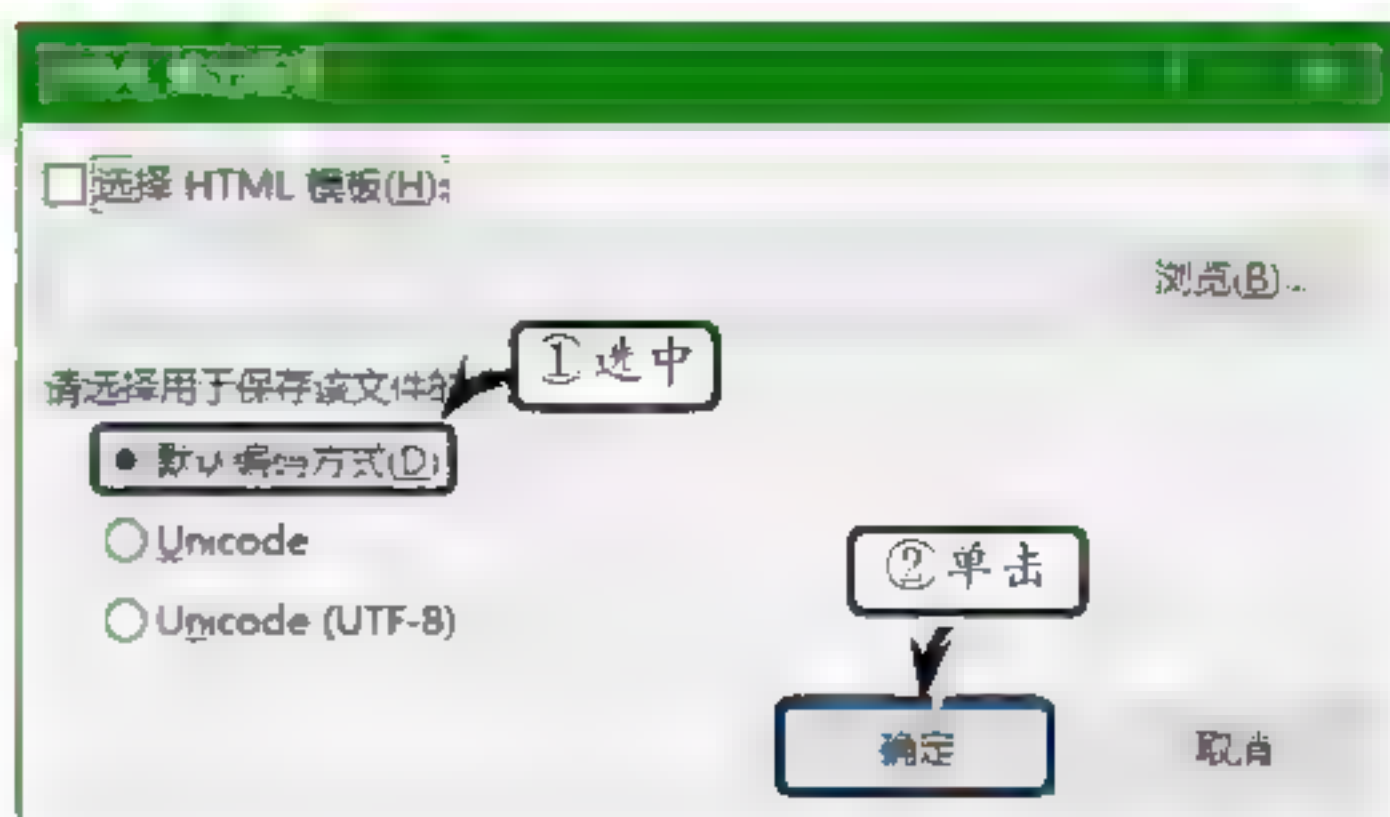 选择 HTML 模板(H):
浏览(B)...
①选中
请选择用于保存该文件的
默认编码方式(D)
Unicode
②单击
Unicode (UTF-8)
确定
取消